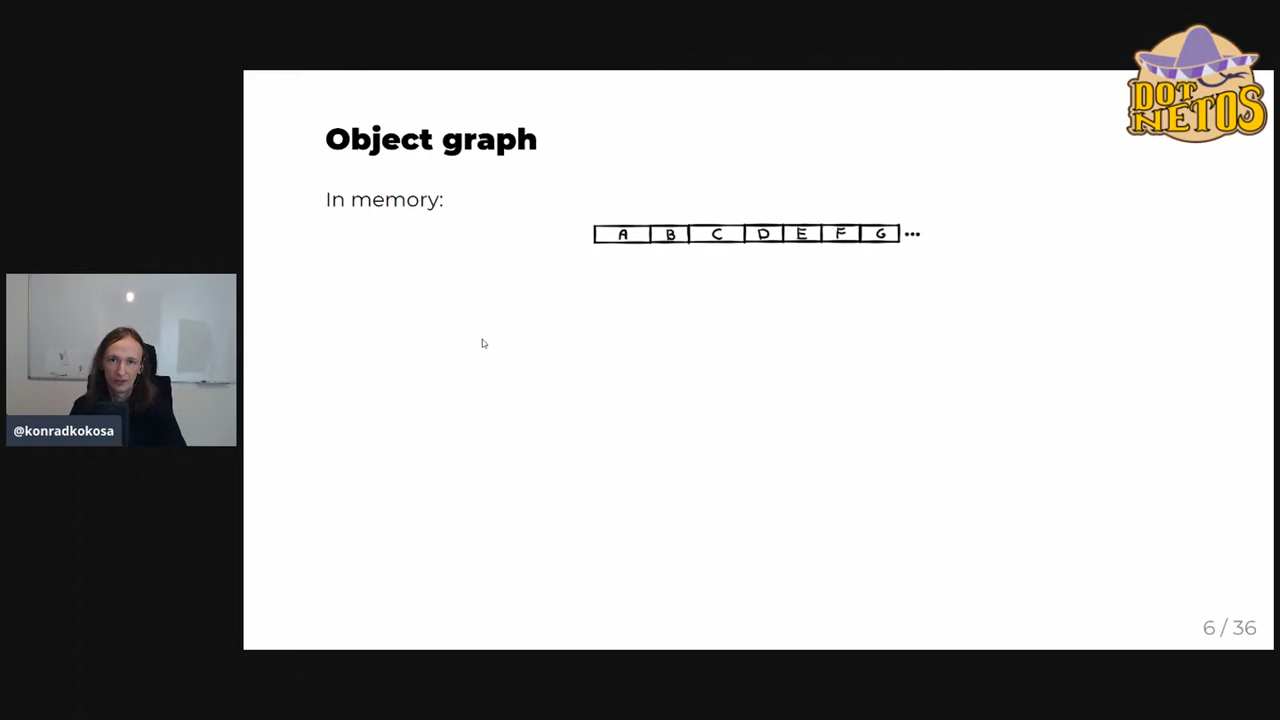 DOT
NETOS
Object graph
In memory:
A B C D E F G ...
@konradkokosa
6 / 36